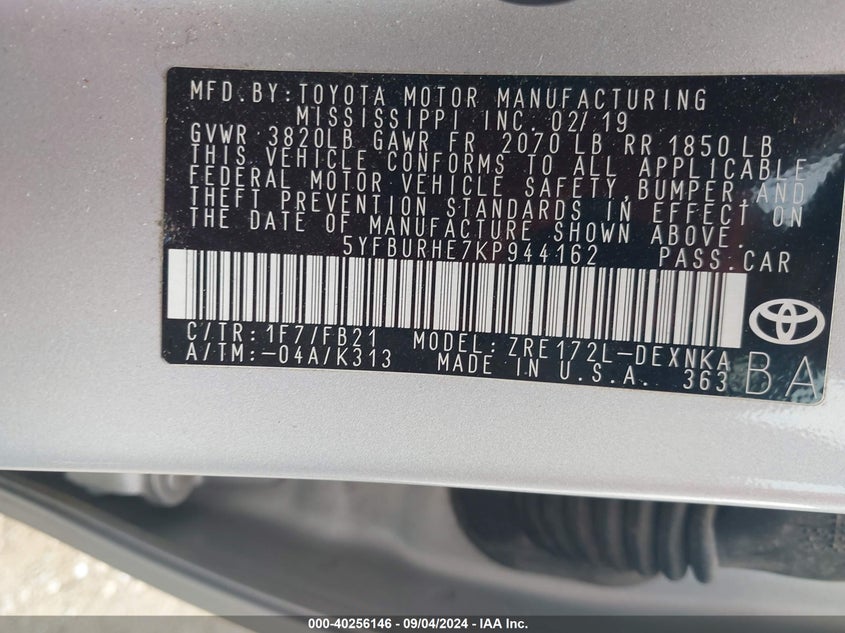 MFD.BY:TOYOTA MOTOR MANUFACTURING
MISSISSIPPI INC. 02/19
GVWR 3820LB GAWR FR 2070LB RR 1850LB
THIS VEHICLE CONFORMS TO ALL APPLICABLE
FEDERAL MOTOR VEHICLE SAFETY,BUMPER,AND
THEFT PREVENTION STANDARDS IN EFFECT ON
THE DATE OF MANUFACTURE SHOWN ABOVE.
5YFBURHE7KP944162 PASS.CAR
C/TR:1F7/FB21 MODEL:ZRE172L-DEXNKA
A/TM:-04A/K313 MADE IN U.S.A. 363
BA
000-40256146 - 09/04/2024 - IAA Inc.